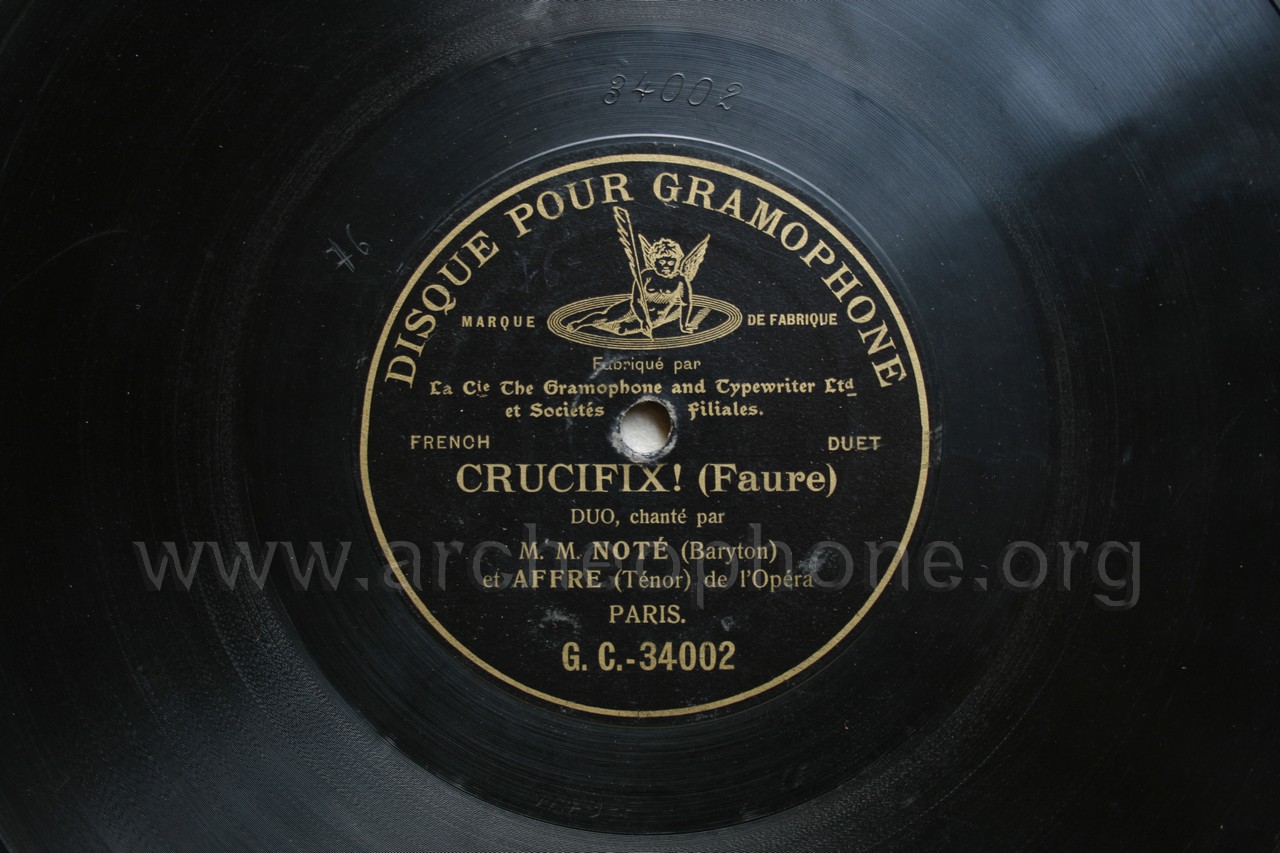 34002
DISQUE POUR GRAMOPHONE
MARQUE DE FABRIQUE
Fabriqué par
La Cie The Gramophone and Typewriter Ltd
et Sociétés Filiales.
FRENCH DUET
CRUCIFIX! (Faure)
DUO, chanté par
M. M. NOTÉ (Baryton)
et AFFRE (Ténor) de l'Opéra
PARIS.
G. C.-34002
www.archeophone.org